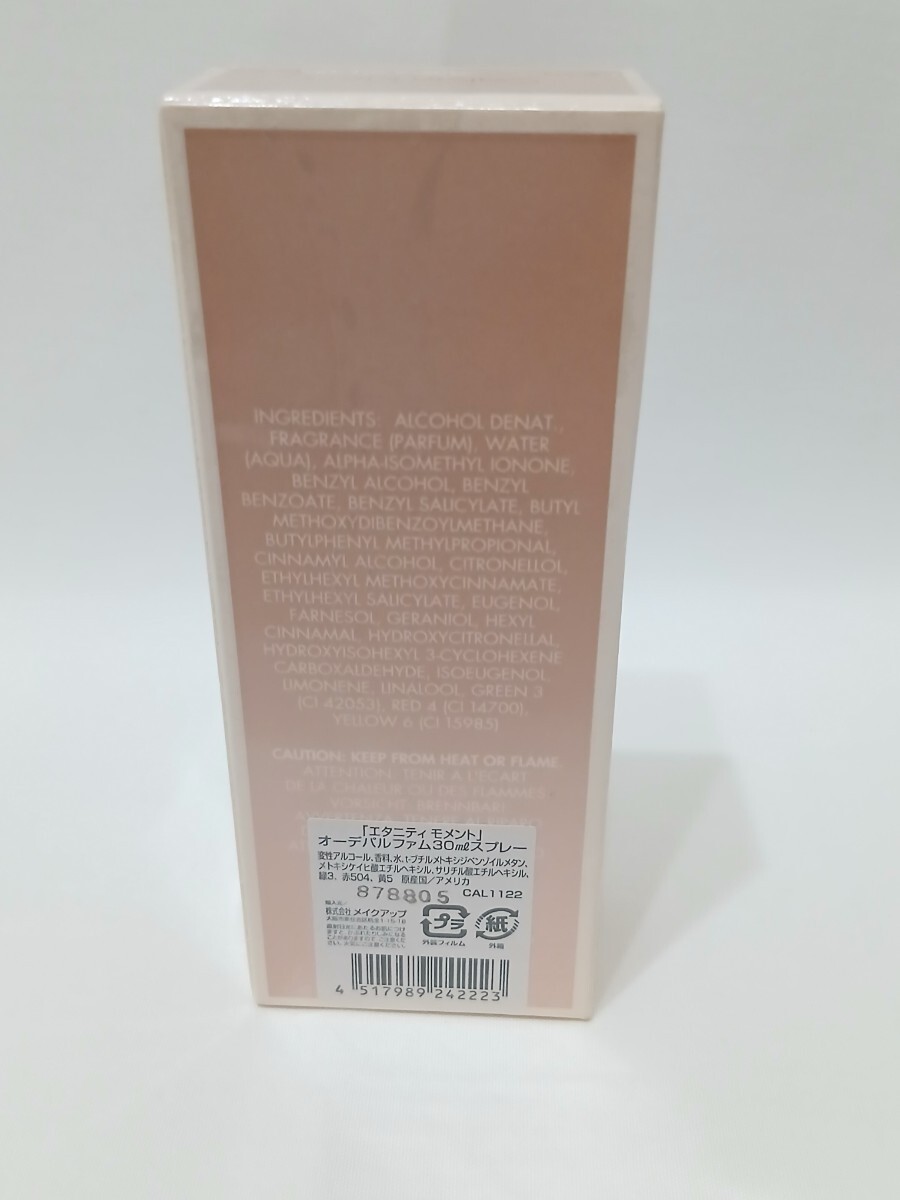 INGREDIENTS: ALCOHOL DENAT.,
FRAGRANCE (PARFUM), WATER
(AQUA), ALPHA-ISOMETHYL IONONE,
BENZYL ALCOHOL, BENZYL
BENZOATE, BENZYL SALICYLATE, BUTYL
METHOXYDIBENZOYLMETHANE,
BUTYLPHENYL METHYLPROPIONAL,
CINNAMYL ALCOHOL, CITRONELLOL,
ETHYLHEXYL METHOXYCINNAMATE,
ETHYLHEXYL SALICYLATE, EUGENOL,
FARNESOL, GERANIOL, HEXYL
CINNAMAL, HYDROXYCITRONELLAL,
HYDROXYISOHEXYL 3-CYCLOHEXENE
CARBOXALDEHYDE, ISOEUGENOL,
LIMONENE, LINALOOL, GREEN 3
(CI 42053), RED 4 (CI 14700),
YELLOW 6 (CI 15985)
CAUTION: KEEP FROM HEAT OR FLAME.
ATTENTION: TENIR A L'ECART
DE LA CHALEUR OU DES FLAMMES.
VORSICHT: BRENNBAR!
「エタニティ モメント」
オーデパルファム30mlスプレー
変性アルコール、香料、水、t-ブチルメトキシジベンゾイルメタン、
メトキシケイヒ酸エチルヘキシル、サリチル酸エチルヘキシル、
緑3、赤504、黄5 原産国/アメリカ
878805 CAL1122
株式会社 メイクアップ
プラ 紙
外装フィルム 外箱
4 517989 242223